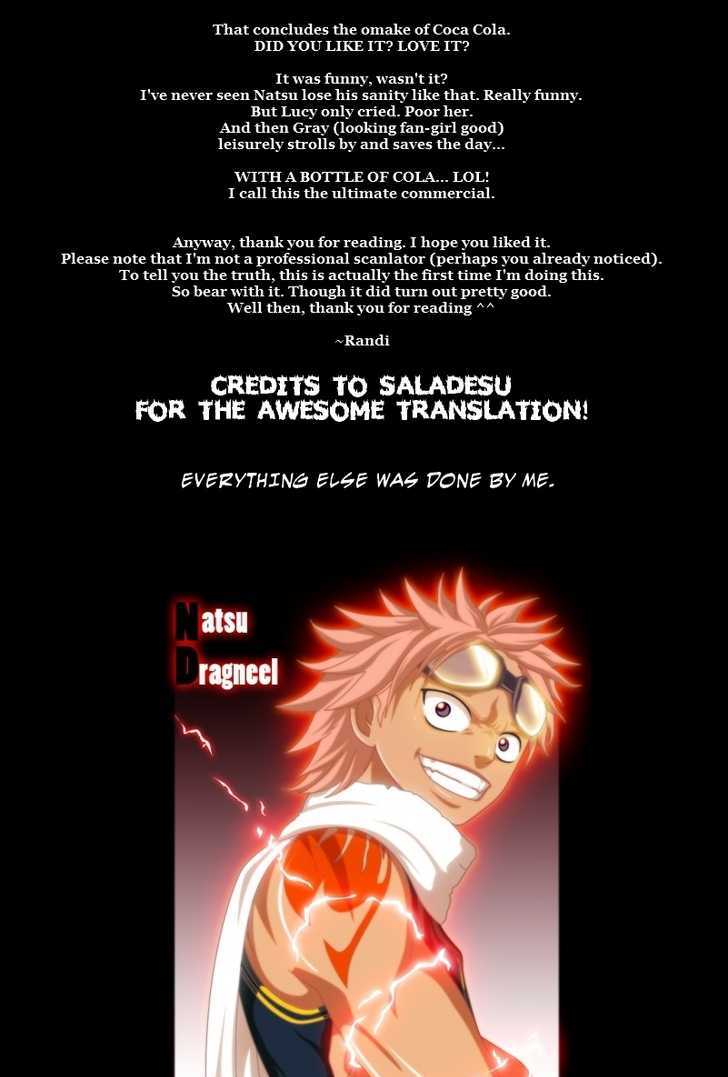 That concludes the omake of Coca Cola.
DID YOU LIKE IT? LOVE IT?
It was funny, wasn't it?
I've never seen Natsu lose his sanity like that. Really funny.
But Lucy only cried. Poor her.
And then Gray (looking fan-girl good)
leisurely strolls by and saves the day...
WITH A BOTTLE OF COLA... LOL!
I call this the ultimate commercial.
Anyway, thank you for reading. I hope you liked it.
Please note that I'm not a professional scanlator (perhaps you already noticed).
To tell you the truth, this is actually the first time I'm doing this.
So bear with it. Though it did turn out pretty good.
Well then, thank you for reading ^^
~Randi
CREDITS TO SALADESU
FOR THE AWESOME TRANSLATION!
EVERYTHING ELSE WAS DONE BY ME.
Natsu
Dragneel